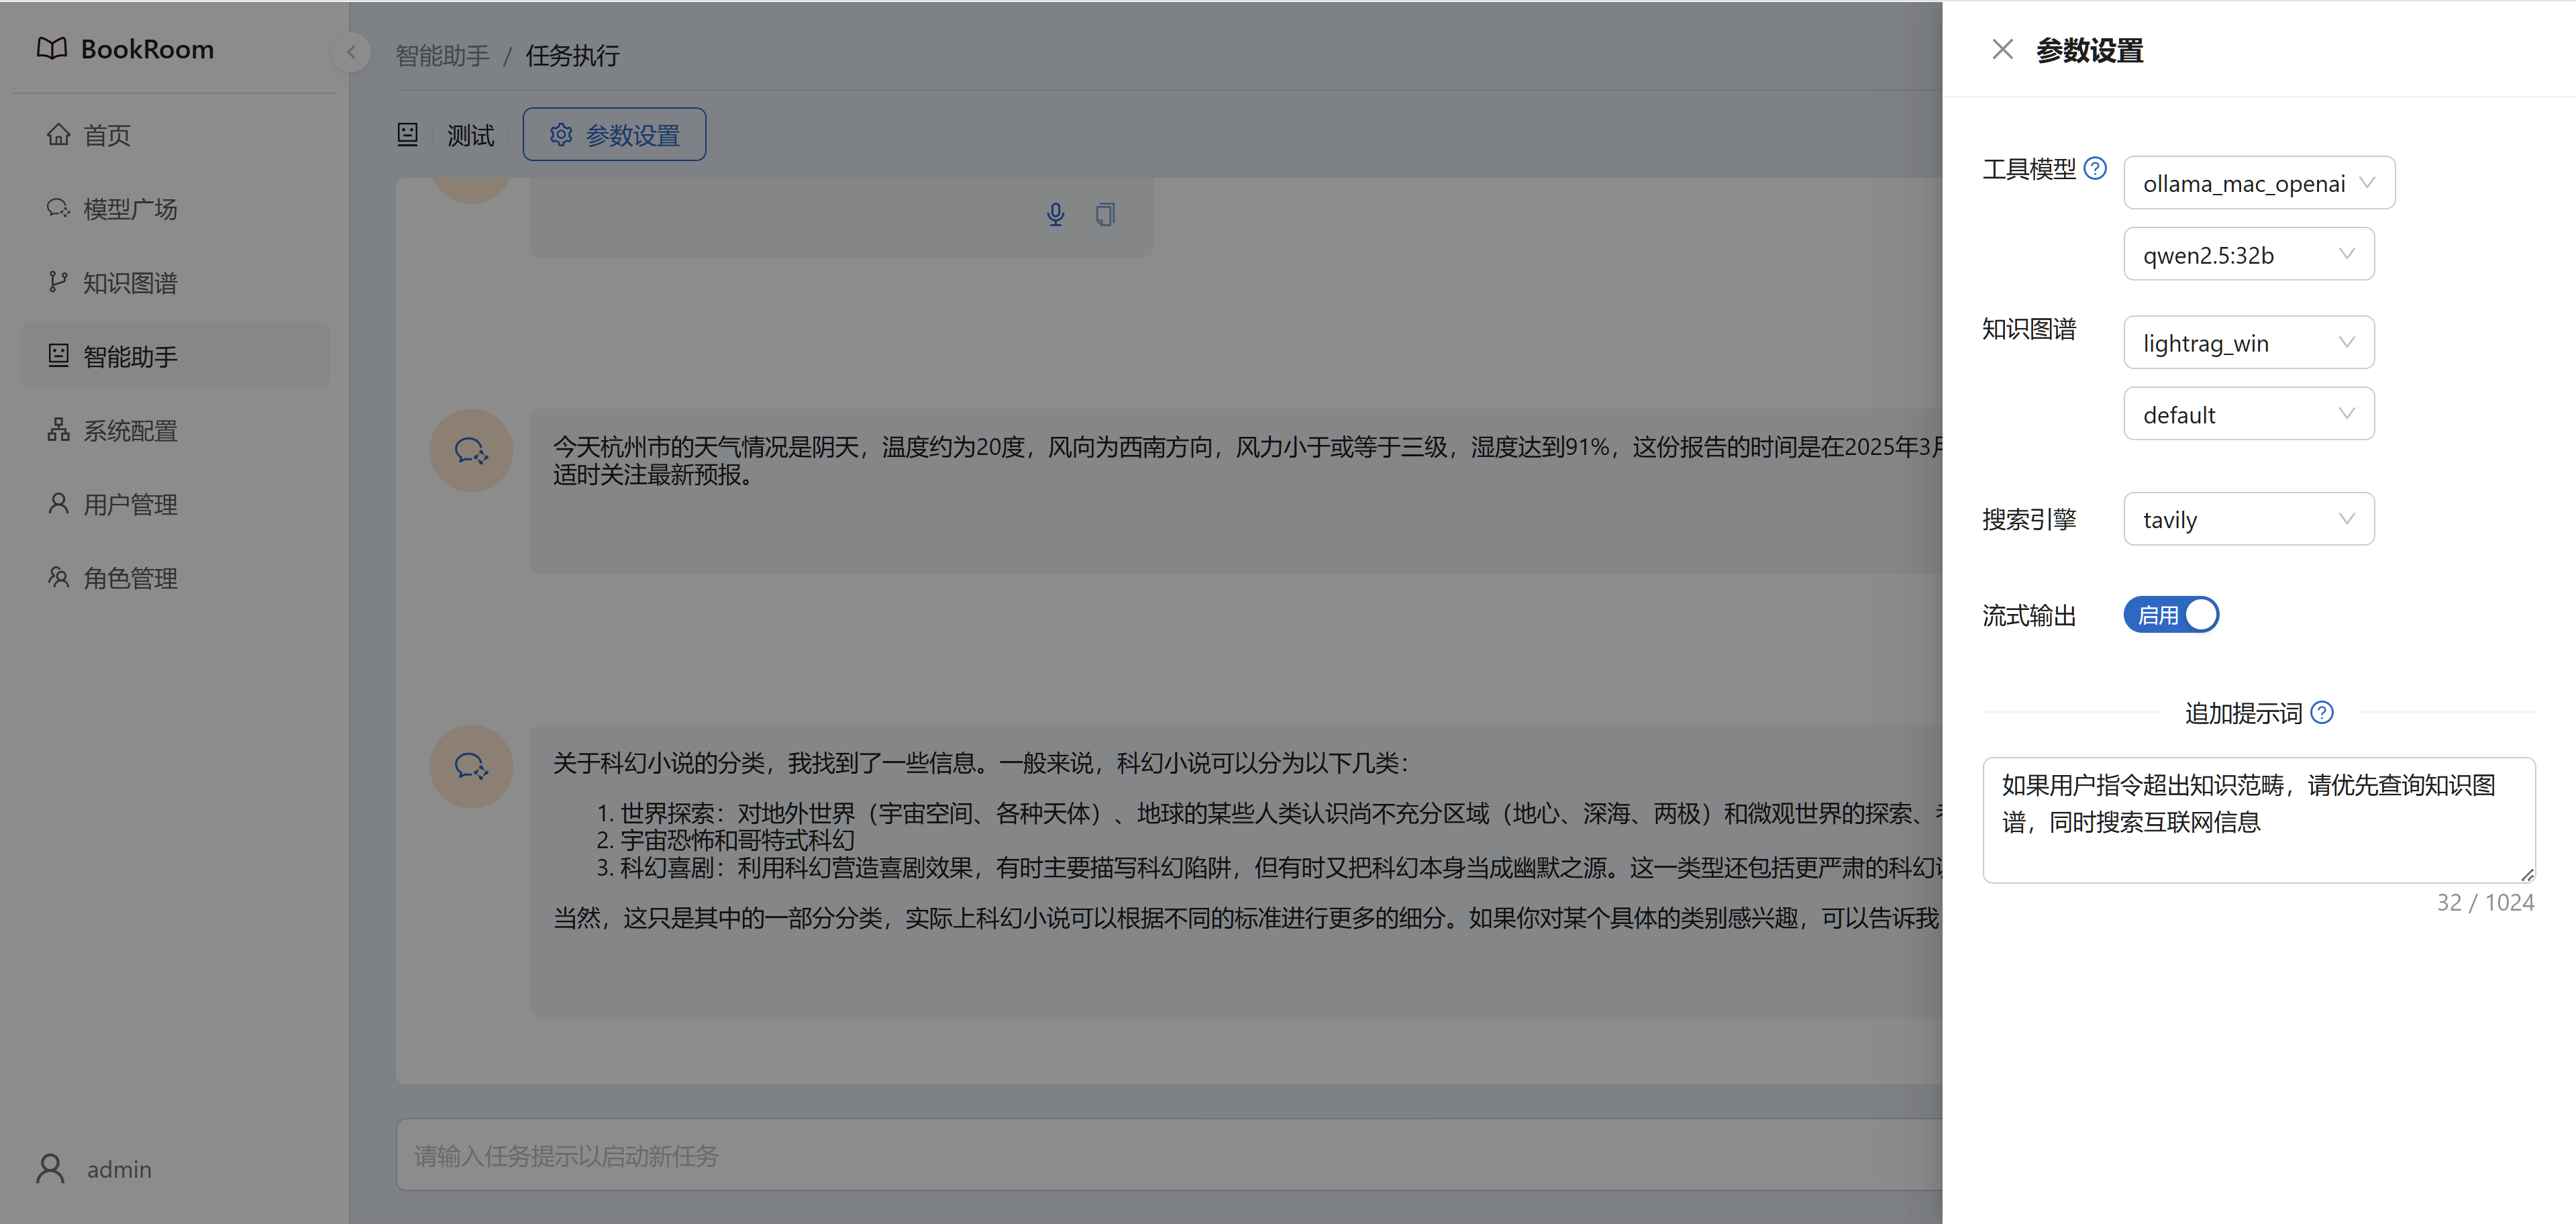 BookRoom
首页
模型广场
知识图谱
智能助手
系统配置
用户管理
角色管理
admin
智能助手 / 任务执行
测试
参数设置
今天杭州市的天气情况是阴天，温度约为20度，风向为西南方向，风力小于或等于三级，湿度达到91%，这份报告的时间是在2025年3月
适时关注最新预报。
关于科幻小说的分类，我找到了一些信息。一般来说，科幻小说可以分为以下几类：
1. 世界探索：对地外世界（宇宙空间、各种天体）、地球的某些人类认识尚不充分区域（地心、深海、两极）和微观世界的探索、
2. 宇宙恐怖和哥特式科幻
3. 科幻喜剧：利用科幻营造喜剧效果，有时主要描写科幻陷阱，但有时又把科幻本身当成幽默之源。这一类型还包括更严肃的科幻
当然，这只是其中的一部分分类，实际上科幻小说可以根据不同的标准进行更多的细分。如果你对某个具体的类别感兴趣，可以告诉我
请输入任务提示以启动新任务
参数设置
工具模型
ollama_mac_openai
qwen2.5:32b
知识图谱
lightrag_win
default
搜索引擎
tavily
流式输出
启用
追加提示词
如果用户指令超出知识范畴，请优先查询知识图
谱，同时搜索互联网信息
32 / 1024